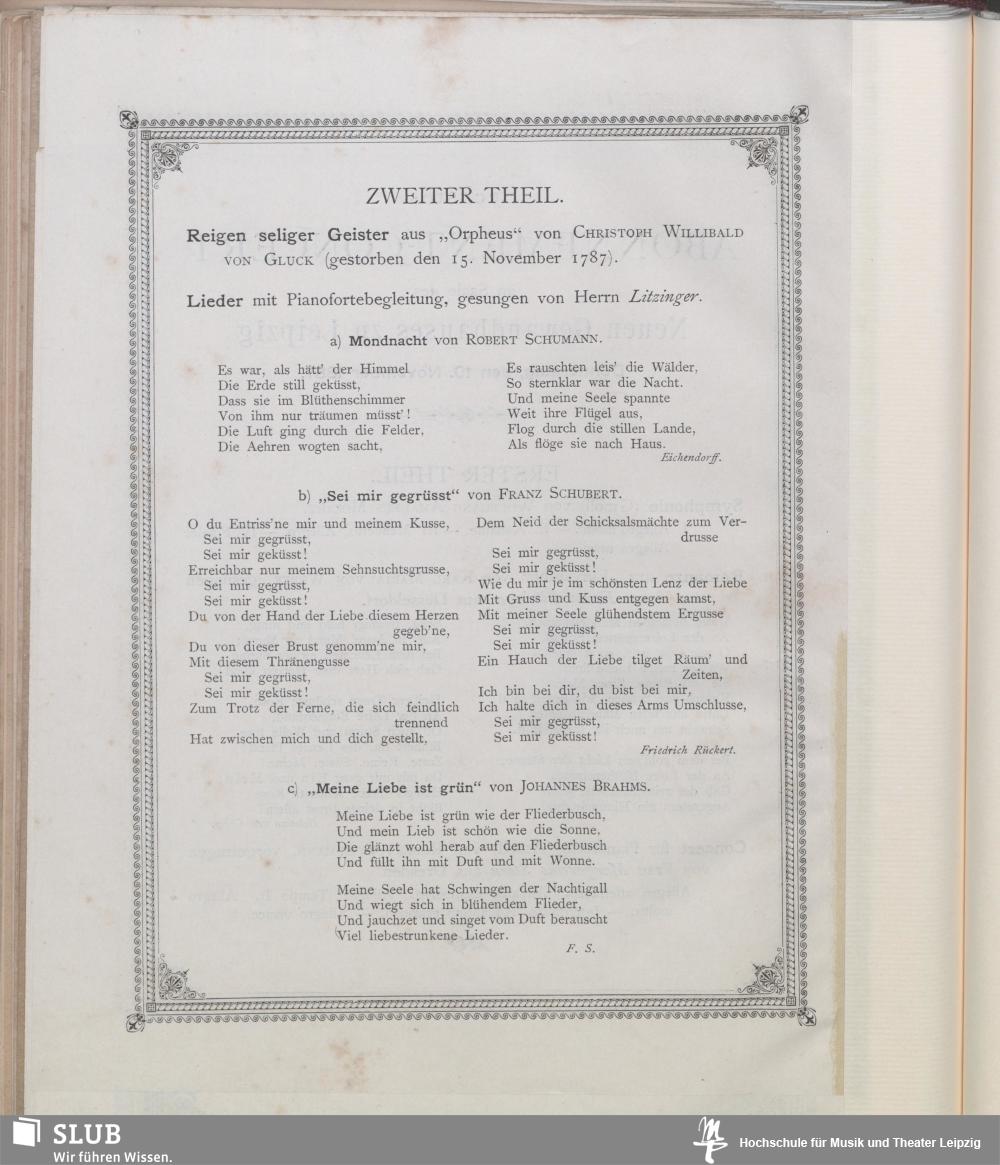 ZWEITER THEIL.
Reigen seliger Geister aus „Orpheus“ von CHRISTOPH WILLIBALD
VON GLUCK (gestorben den 15. November 1787).
Lieder mit Pianofortebegleitung, gesungen von Herrn Litzinger.
a) Mondnacht von ROBERT SCHUMANN.
Es war, als hätt' der Himmel
Die Erde still geküsst,
Dass sie im Blüthenschimmer
Von ihm nur träumen müsst'!
Die Luft ging durch die Felder,
Die Aehren wogten sacht,
Es rauschten leis' die Wälder,
So sternklar war die Nacht.
Und meine Seele spannte
Weit ihre Flügel aus,
Flog durch die stillen Lande,
Als flöge sie nach Haus.
Eichendorff.
b) „Sei mir gegrüsst“ von FRANZ SCHUBERT.
O du Entriss'ne mir und meinem Kusse,
Sei mir gegrüsst,
Sei mir geküsst!
Erreichbar nur meinem Sehnsuchtsgrusse,
Sei mir gegrüsst,
Sei mir geküsst!
Du von der Hand der Liebe diesem Herzen
gegeb'ne,
Du von dieser Brust genomm'ne mir,
Mit diesem Thränengusse
Sei mir gegrüsst,
Sei mir geküsst!
Zum Trotz der Ferne, die sich feindlich
trennend
Hat zwischen mich und dich gestellt,
Dem Neid der Schicksalsmächte zum Ver-
drusse
Sei mir gegrüsst,
Sei mir geküsst!
Wie du mir je im schönsten Lenz der Liebe
Mit Gruss und Kuss entgegen kamst,
Mit meiner Seele glühendstem Ergusse
Sei mir gegrüsst,
Sei mir geküsst!
Ein Hauch der Liebe tilget Räum' und
Zeiten,
Ich bin bei dir, du bist bei mir,
Ich halte dich in dieses Arms Umschlusse,
Sei mir gegrüsst,
Sei mir geküsst!
Friedrich Rückert.
c) „Meine Liebe ist grün“ von JOHANNES BRAHMS.
Meine Liebe ist grün wie der Fliederbusch,
Und mein Lieb ist schön wie die Sonne,
Die glänzt wohl herab auf den Fliederbusch
Und füllt ihn mit Duft und mit Wonne.
Meine Seele hat Schwingen der Nachtigall
Und wiegt sich in blühendem Flieder,
Und jauchzet und singet vom Duft berauscht
Viel liebestrunkene Lieder.
F. S.
SLUB
Wir führen Wissen.
Hochschule für Musik und Theater Leipzig